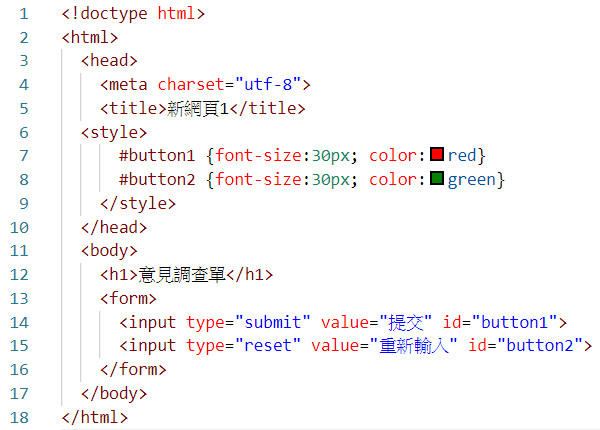 1 <!doctype html>
2 <html>
3 <head>
4 <meta charset="utf-8">
5 <title>新網頁1</title>
6 <style>
7 #button1 {font-size:30px; color:red}
8 #button2 {font-size:30px; color:green}
9 </style>
10 </head>
11 <body>
12 <h1>意見調查單</h1>
13 <form>
14 <input type="submit" value="提交" id="button1">
15 <input type="reset" value="重新輸入" id="button2">
16 </form>
17 </body>
18 </html>